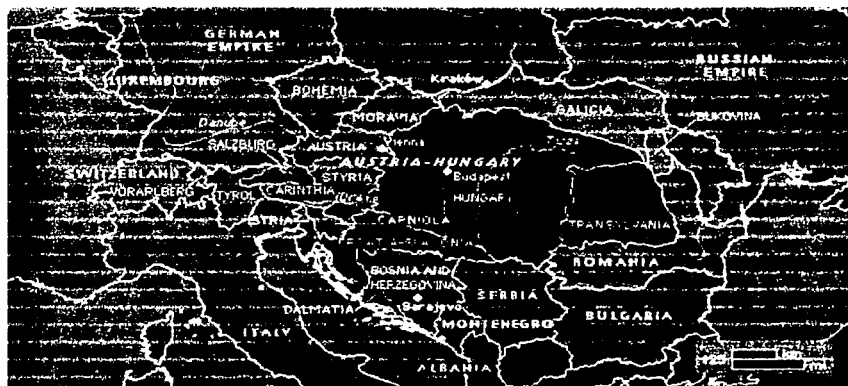 GERMAN
EMPIRE
RUSSIAN
EMPIRE
LUXEMBOURG
Kraków
BOHEMIA
GALICIA
BUKOVINA
MORAVIA
Danube
SALZBURG
AUSTRIA
Vienna
AUSTRIA-HUNGARY
SWITZERLAND
STYRIA
Budapest
VORARLBERG
TYROL
CARINTHIA
Drava
HUNGARY
ISTRIA
CARNIOLA
TRANSYLVANIA
BOSNIA AND
HERZEGOVINA
ROMANIA
SERBIA
DALMATIA
Sarajevo
BULGARIA
ITALY
MONTENEGRO
ALBANIA